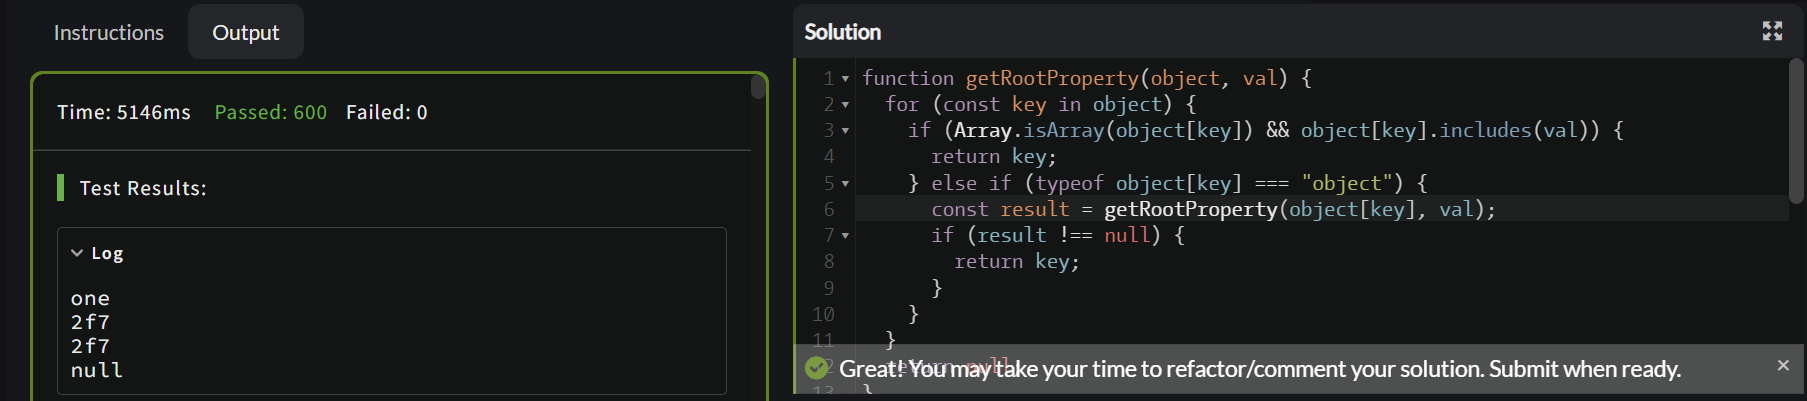 Instructions
Output
Time: 5146ms Passed: 600 Failed: 0
Test Results:
Log
one
2f7
2f7
null
Solution
1 function getRootProperty(object, val) {
2 for (const key in object) {
3 if (Array.isArray(object[key]) && object[key].includes(val)) {
4 return key;
5 } else if (typeof object[key] === "object") {
6 const result = getRootProperty(object[key], val);
7 if (result !== null) {
8 return key;
9 }
10 }
11 }
12 return null
13 }
Great! You may take your time to refactor/comment your solution. Submit when ready.